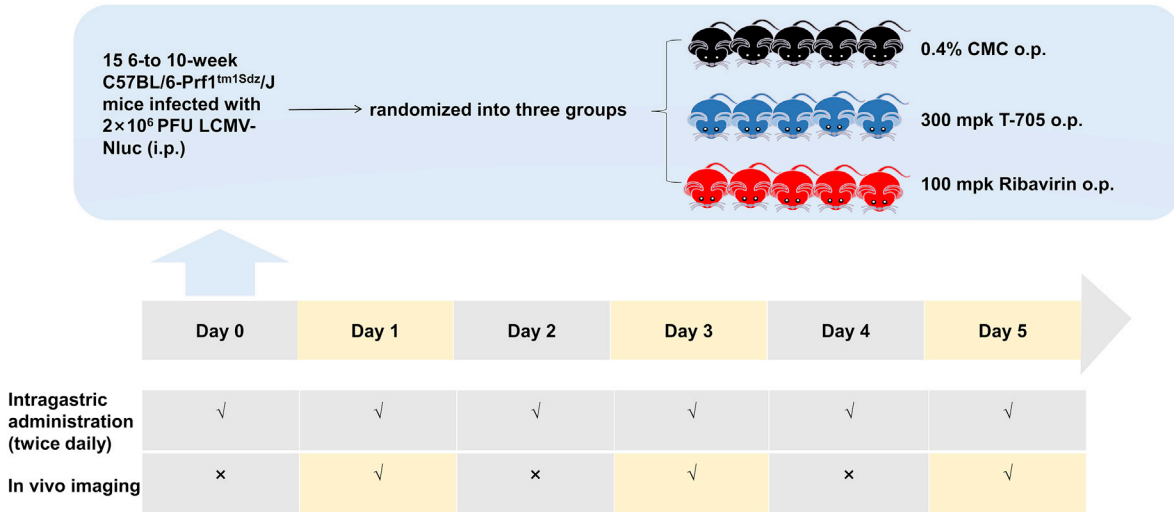 15 6-to 10-week
C57BL/6-Prf1tm1Sdz/J
mice infected with
2×10⁶ PFU LCMV-
Nluc (i.p.)
randomized into three groups
0.4% CMC o.p.
300 mpk T-705 o.p.
100 mpk Ribavirin o.p.
Day 0 Day 1 Day 2 Day 3 Day 4 Day 5
Intragastric
administration
(twice daily)
√ √ √ √ √ √
In vivo imaging
× √ × √ × √